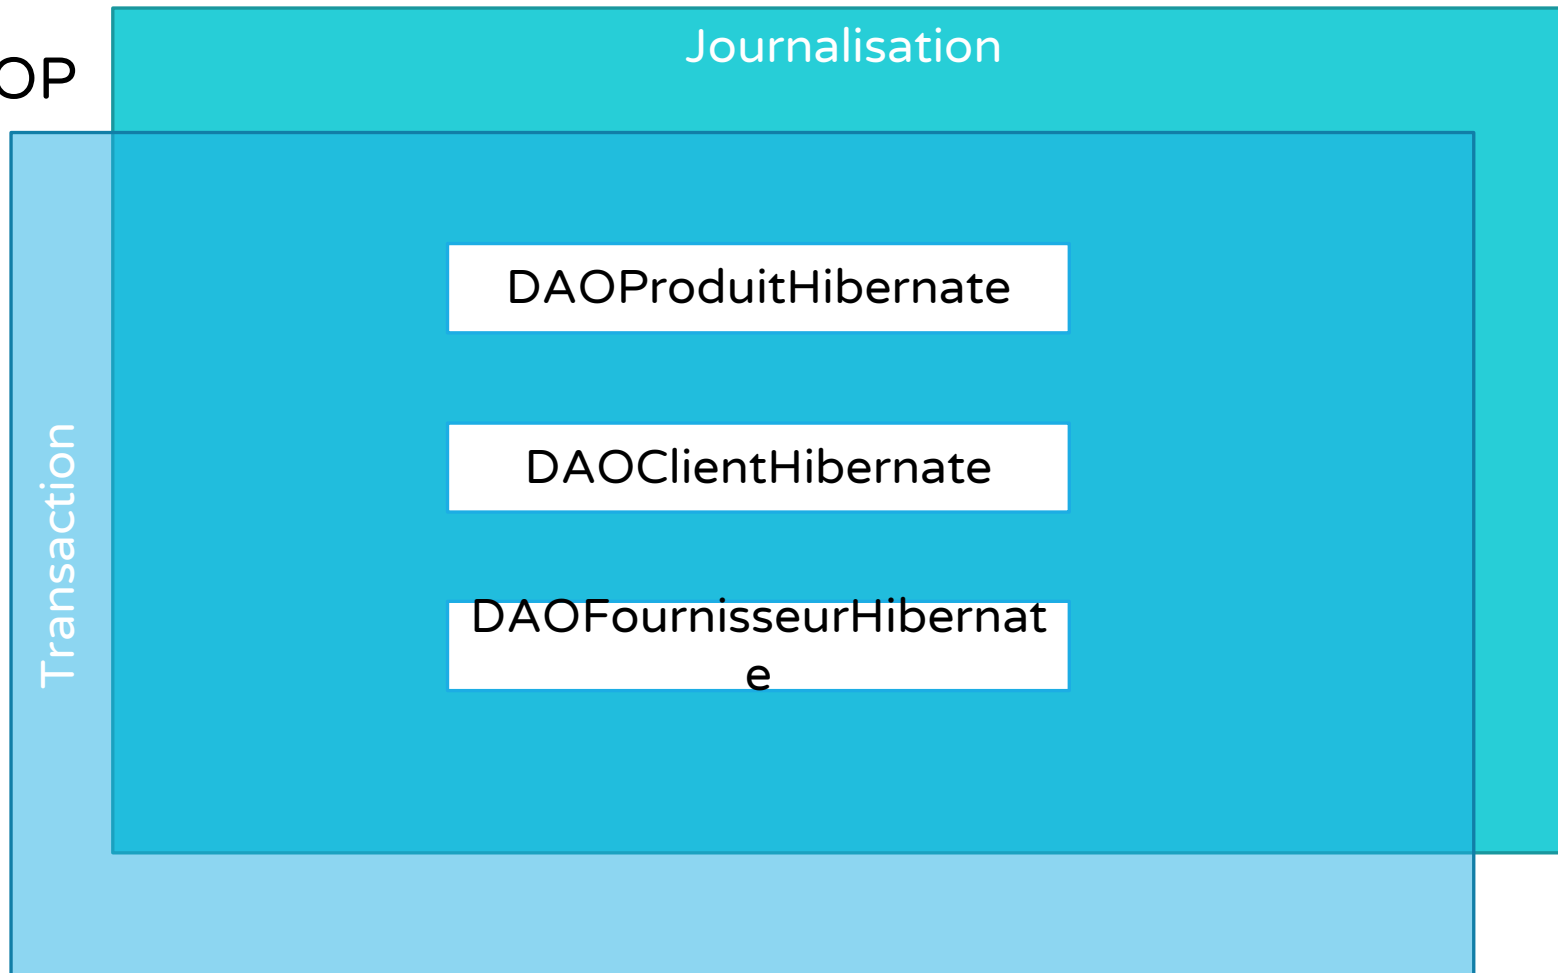 Journalisation
OP
DAOProduitHibernate
DAOClientHibernate
Transaction
DAOFournisseurHibernat
e